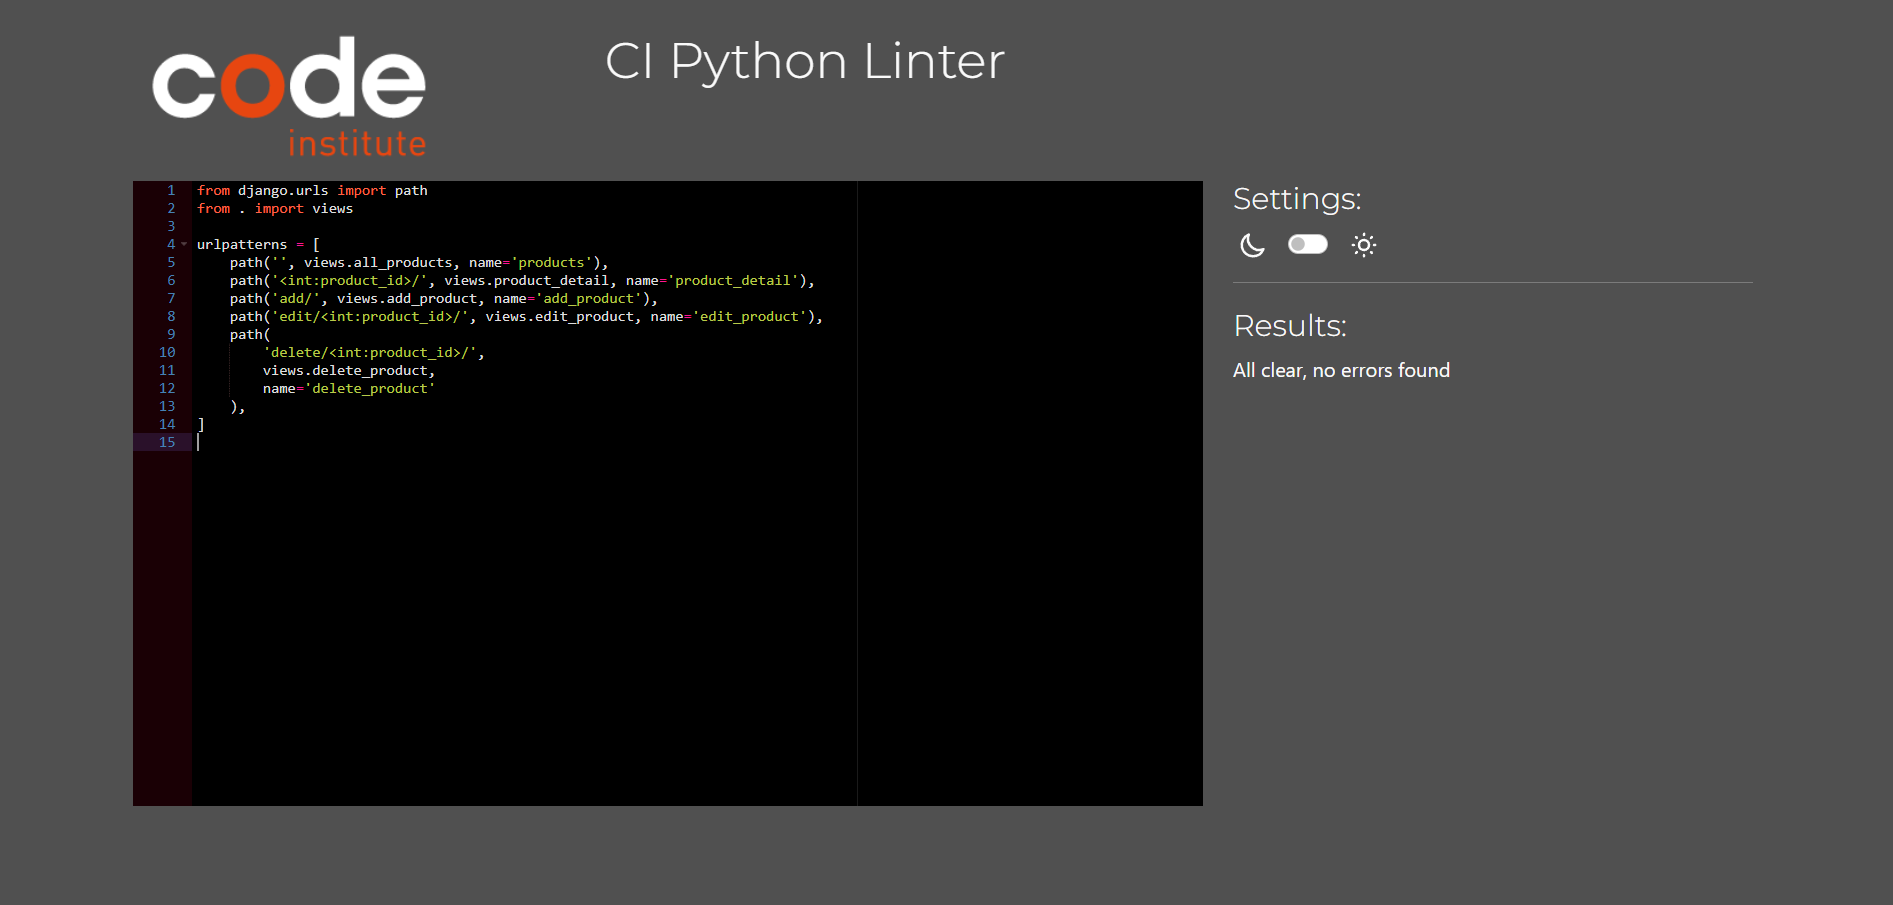 code
institute
CI Python Linter
1 from django.urls import path
2 from . import views
3
4 urlpatterns = [
5     path('', views.all_products, name='products'),
6     path('<int:product_id>/', views.product_detail, name='product_detail'),
7     path('add/', views.add_product, name='add_product'),
8     path('edit/<int:product_id>/', views.edit_product, name='edit_product'),
9     path(
10         'delete/<int:product_id>/',
11         views.delete_product,
12         name='delete_product'
13     ),
14 ]
15
Settings:
Results:
All clear, no errors found